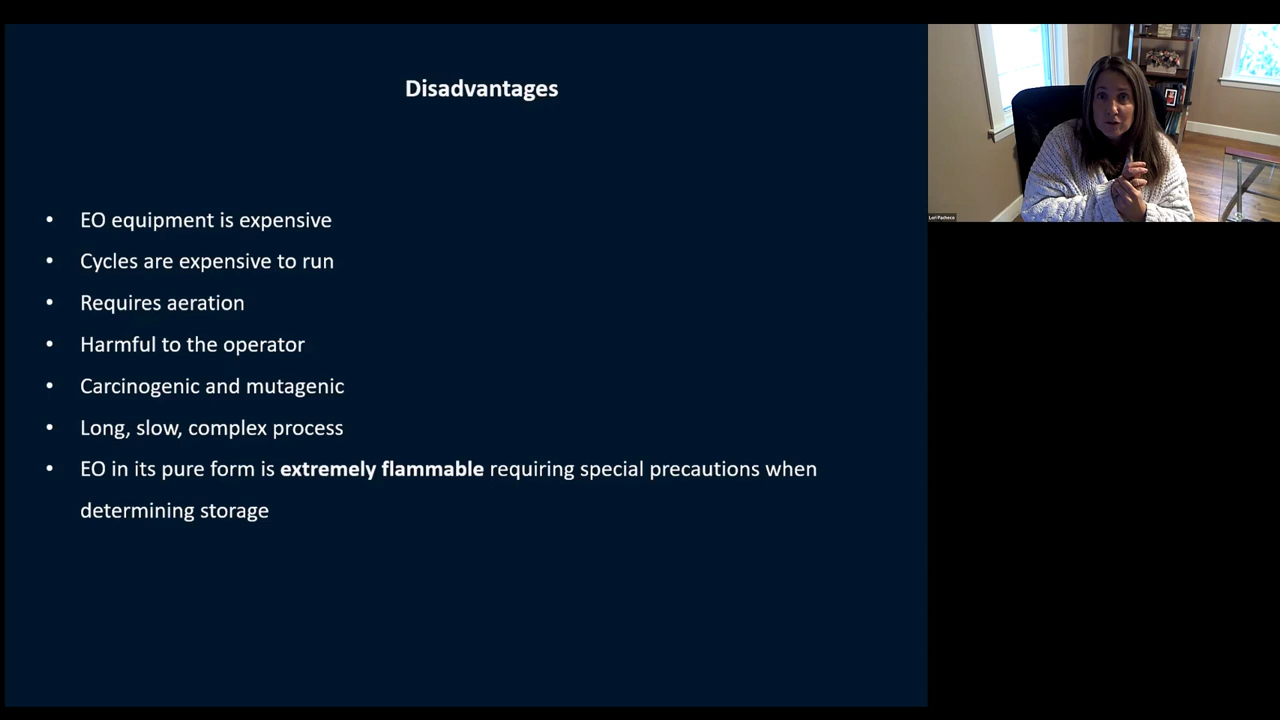 Disadvantages
• EO equipment is expensive
• Cycles are expensive to run
• Requires aeration
• Harmful to the operator
• Carcinogenic and mutagenic
• Long, slow, complex process
• EO in its pure form is extremely flammable requiring special precautions when
determining storage
Lori Pacheco